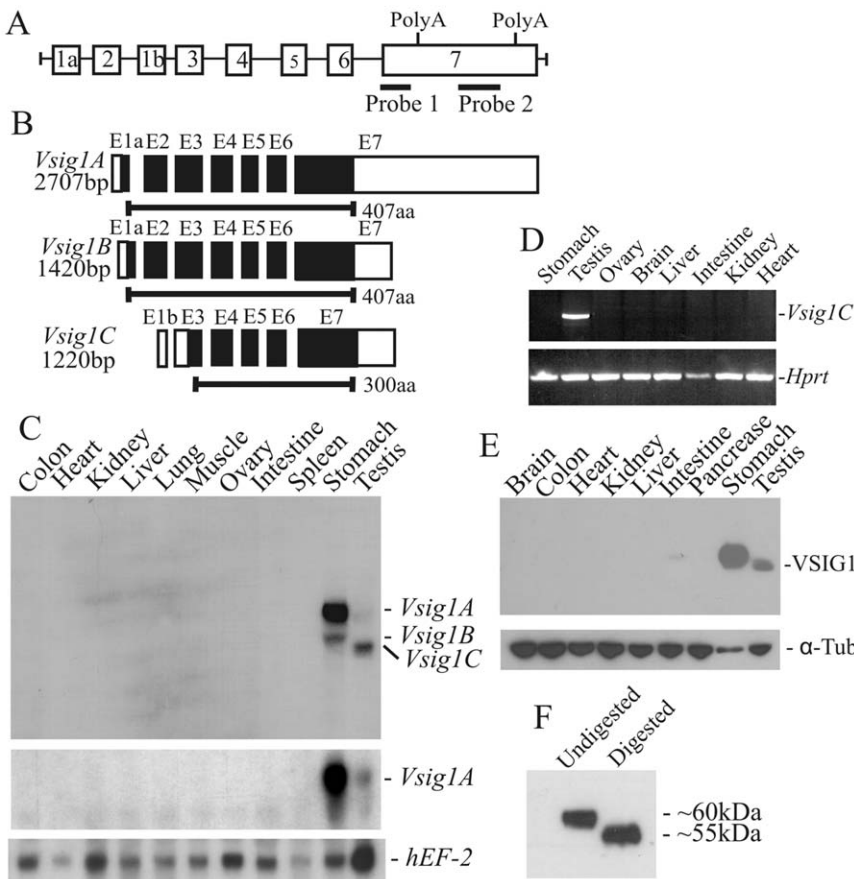 A
PolyA PolyA
1a 2 1b 3 4 5 6 7
Probe 1 Probe 2
B
E1a E2 E3 E4 E5 E6 E7
Vsig1A
2707bp
407aa
E1a E2 E3 E4 E5 E6 E7
Vsig1B
1420bp
407aa
E1b E3 E4 E5 E6 E7
Vsig1C
1220bp
300aa
C
Colon Heart Kidney Liver Lung Muscle Ovary Intestine Spleen Stomach Testis
- Vsig1A
- Vsig1B
Vsig1C
- Vsig1A
- hEF-2
D
Stomach Testis Ovary Brain Liver Intestine Kidney Heart
-Vsig1C
-Hprt
E
Brain Colon Heart Kidney Liver Intestine Pancrease Stomach Testis
-VSIG1
- α-Tub
F
Undigested Digested
- ~60kDa
- ~55kDa